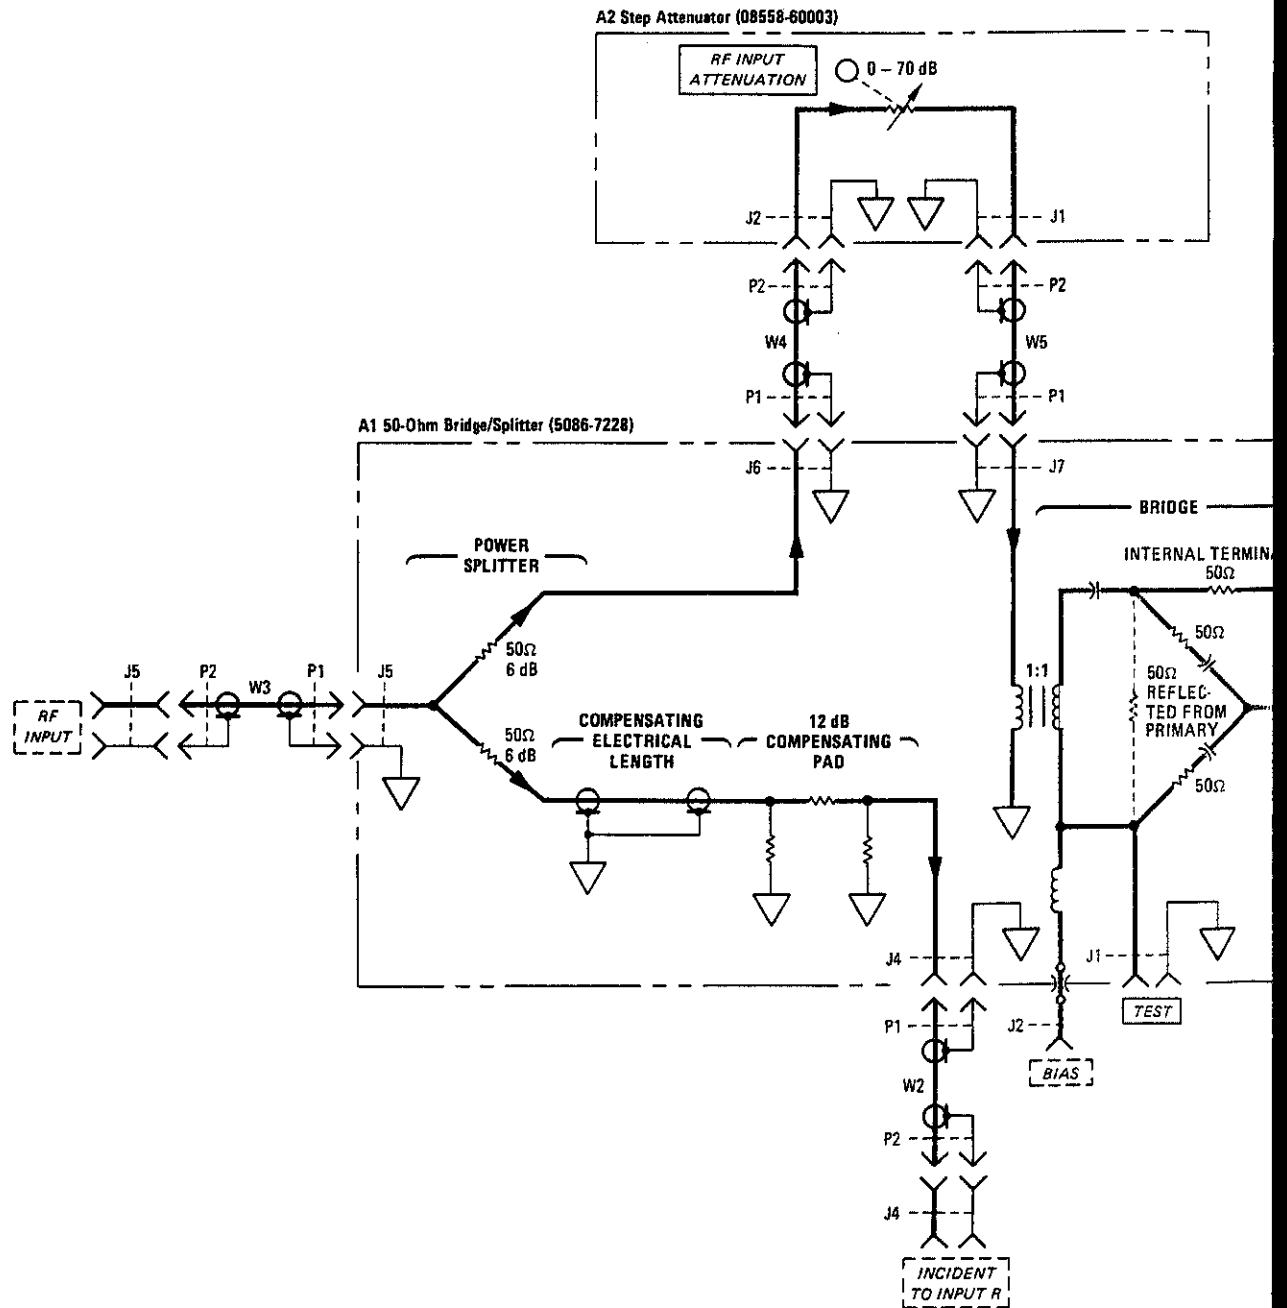 A2 Step Attenuator (08558-60003)
RF INPUT
ATTENUATION
0 – 70 dB
J2
J1
P2
P2
W4
W5
P1
P1
A1 50-Ohm Bridge/Splitter (5086-7228)
J6
J7
BRIDGE
POWER
SPLITTER
INTERNAL TERMINA
50Ω
50Ω
50Ω
6 dB
1:1
50Ω
REFLEC-
TED FROM
PRIMARY
J5
P2
W3
P1
J5
RF
INPUT
50Ω
6 dB
COMPENSATING
ELECTRICAL
LENGTH
12 dB
COMPENSATING
PAD
50Ω
J4
J1
P1
J2
TEST
BIAS
W2
P2
J4
INCIDENT
TO INPUT R